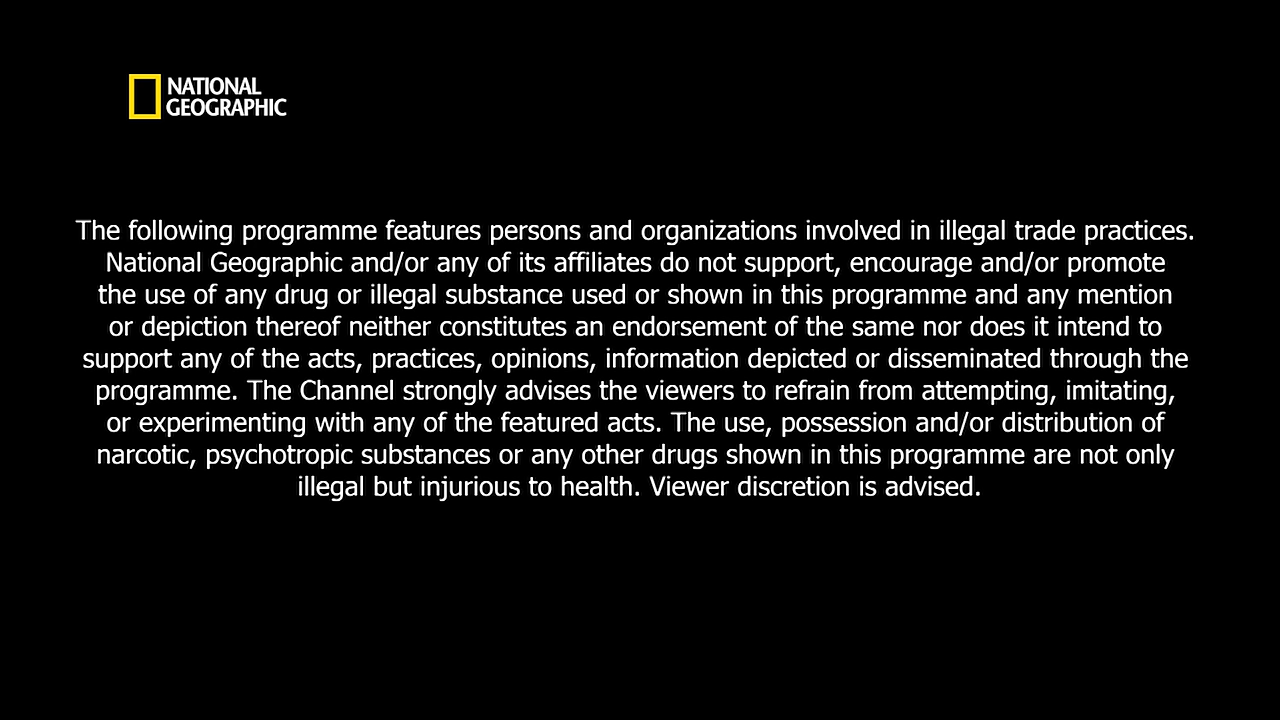 NATIONAL
GEOGRAPHIC
The following programme features persons and organizations involved in illegal trade practices.
National Geographic and/or any of its affiliates do not support, encourage and/or promote
the use of any drug or illegal substance used or shown in this programme and any mention
or depiction thereof neither constitutes an endorsement of the same nor does it intend to
support any of the acts, practices, opinions, information depicted or disseminated through the
programme. The Channel strongly advises the viewers to refrain from attempting, imitating,
or experimenting with any of the featured acts. The use, possession and/or distribution of
narcotic, psychotropic substances or any other drugs shown in this programme are not only
illegal but injurious to health. Viewer discretion is advised.